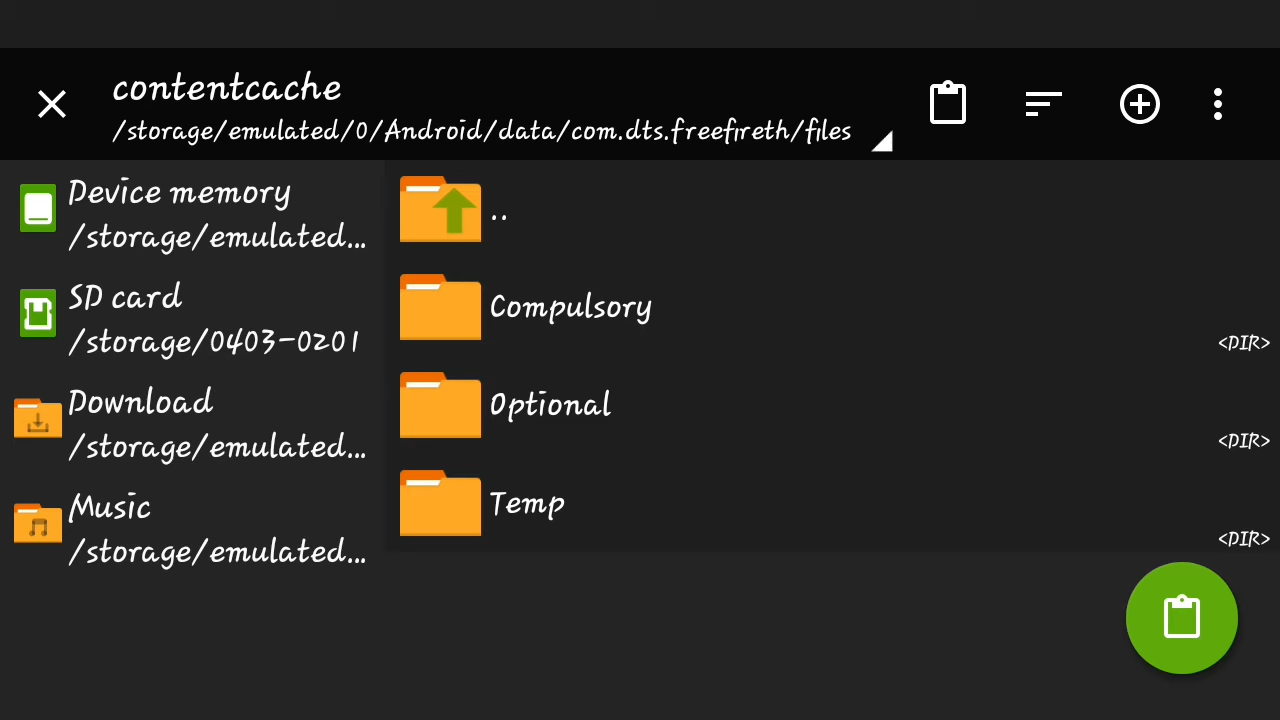 contentcache
/storage/emulated/0/Android/data/com.dts.freefireth/files
Device memory
/storage/emulated...
SD card
/storage/0403-0201
Download
/storage/emulated...
Music
/storage/emulated...
..
Compulsory
<DIR>
Optional
<DIR>
Temp
<DIR>